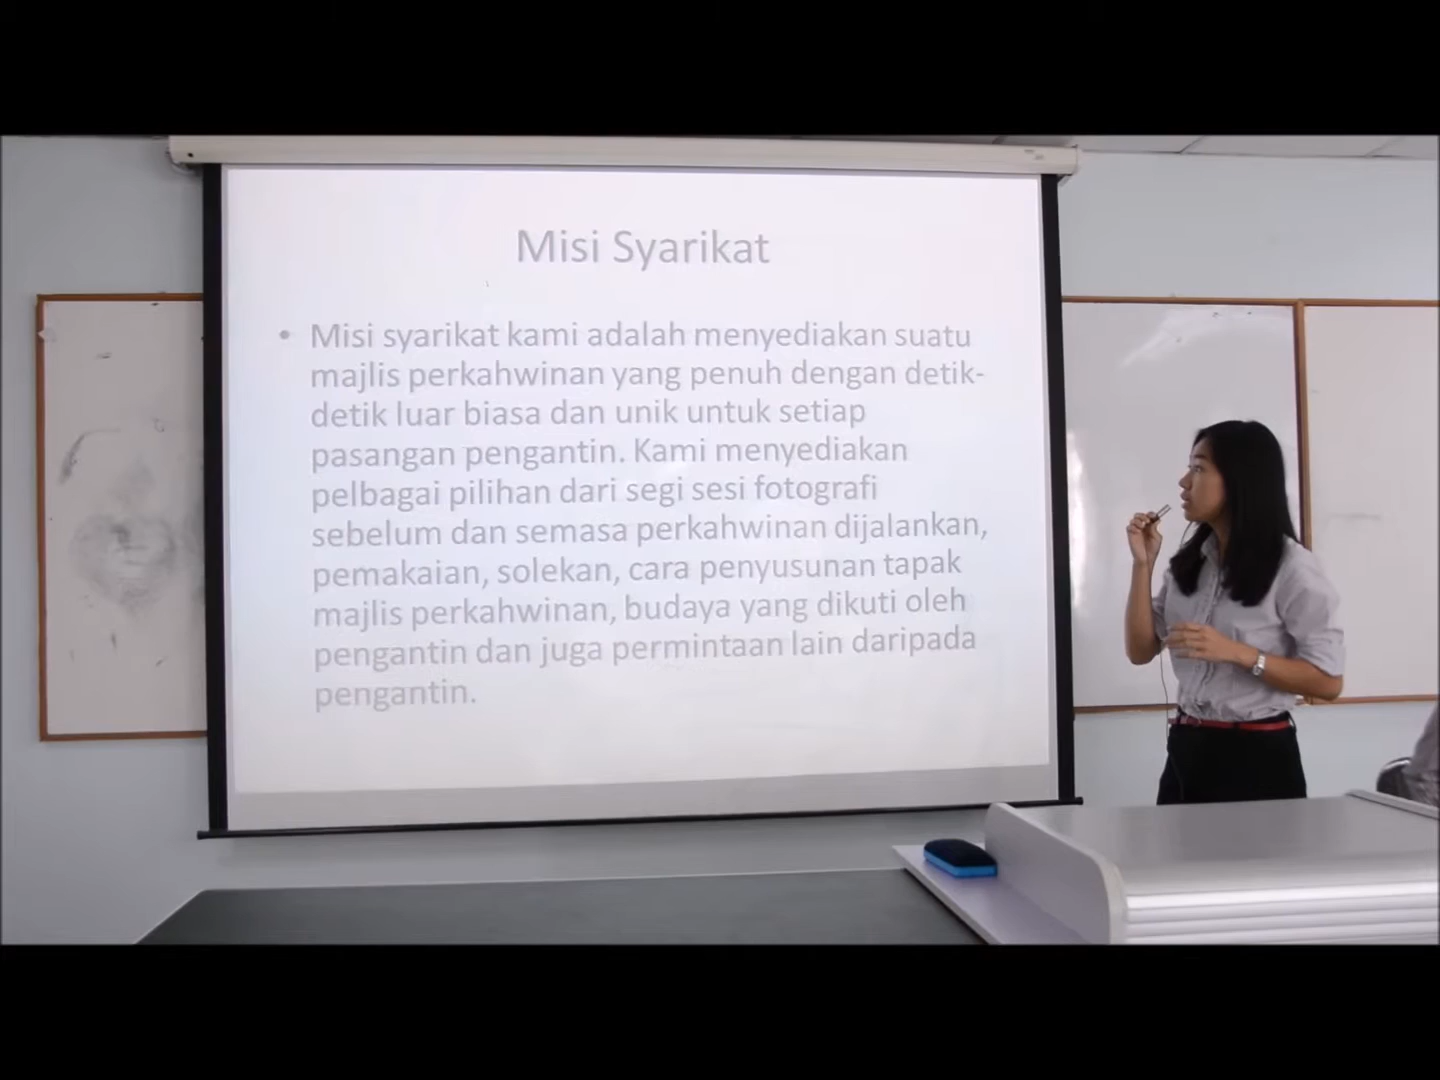 Misi Syarikat
• Misi syarikat kami adalah menyediakan suatu
majlis perkahwinan yang penuh dengan detik-
detik luar biasa dan unik untuk setiap
pasangan pengantin. Kami menyediakan
pelbagai pilihan dari segi sesi fotografi
sebelum dan semasa perkahwinan dijalankan,
pemakaian, solekan, cara penyusunan tapak
majlis perkahwinan, budaya yang dikuti oleh
pengantin dan juga permintaan lain daripada
pengantin.